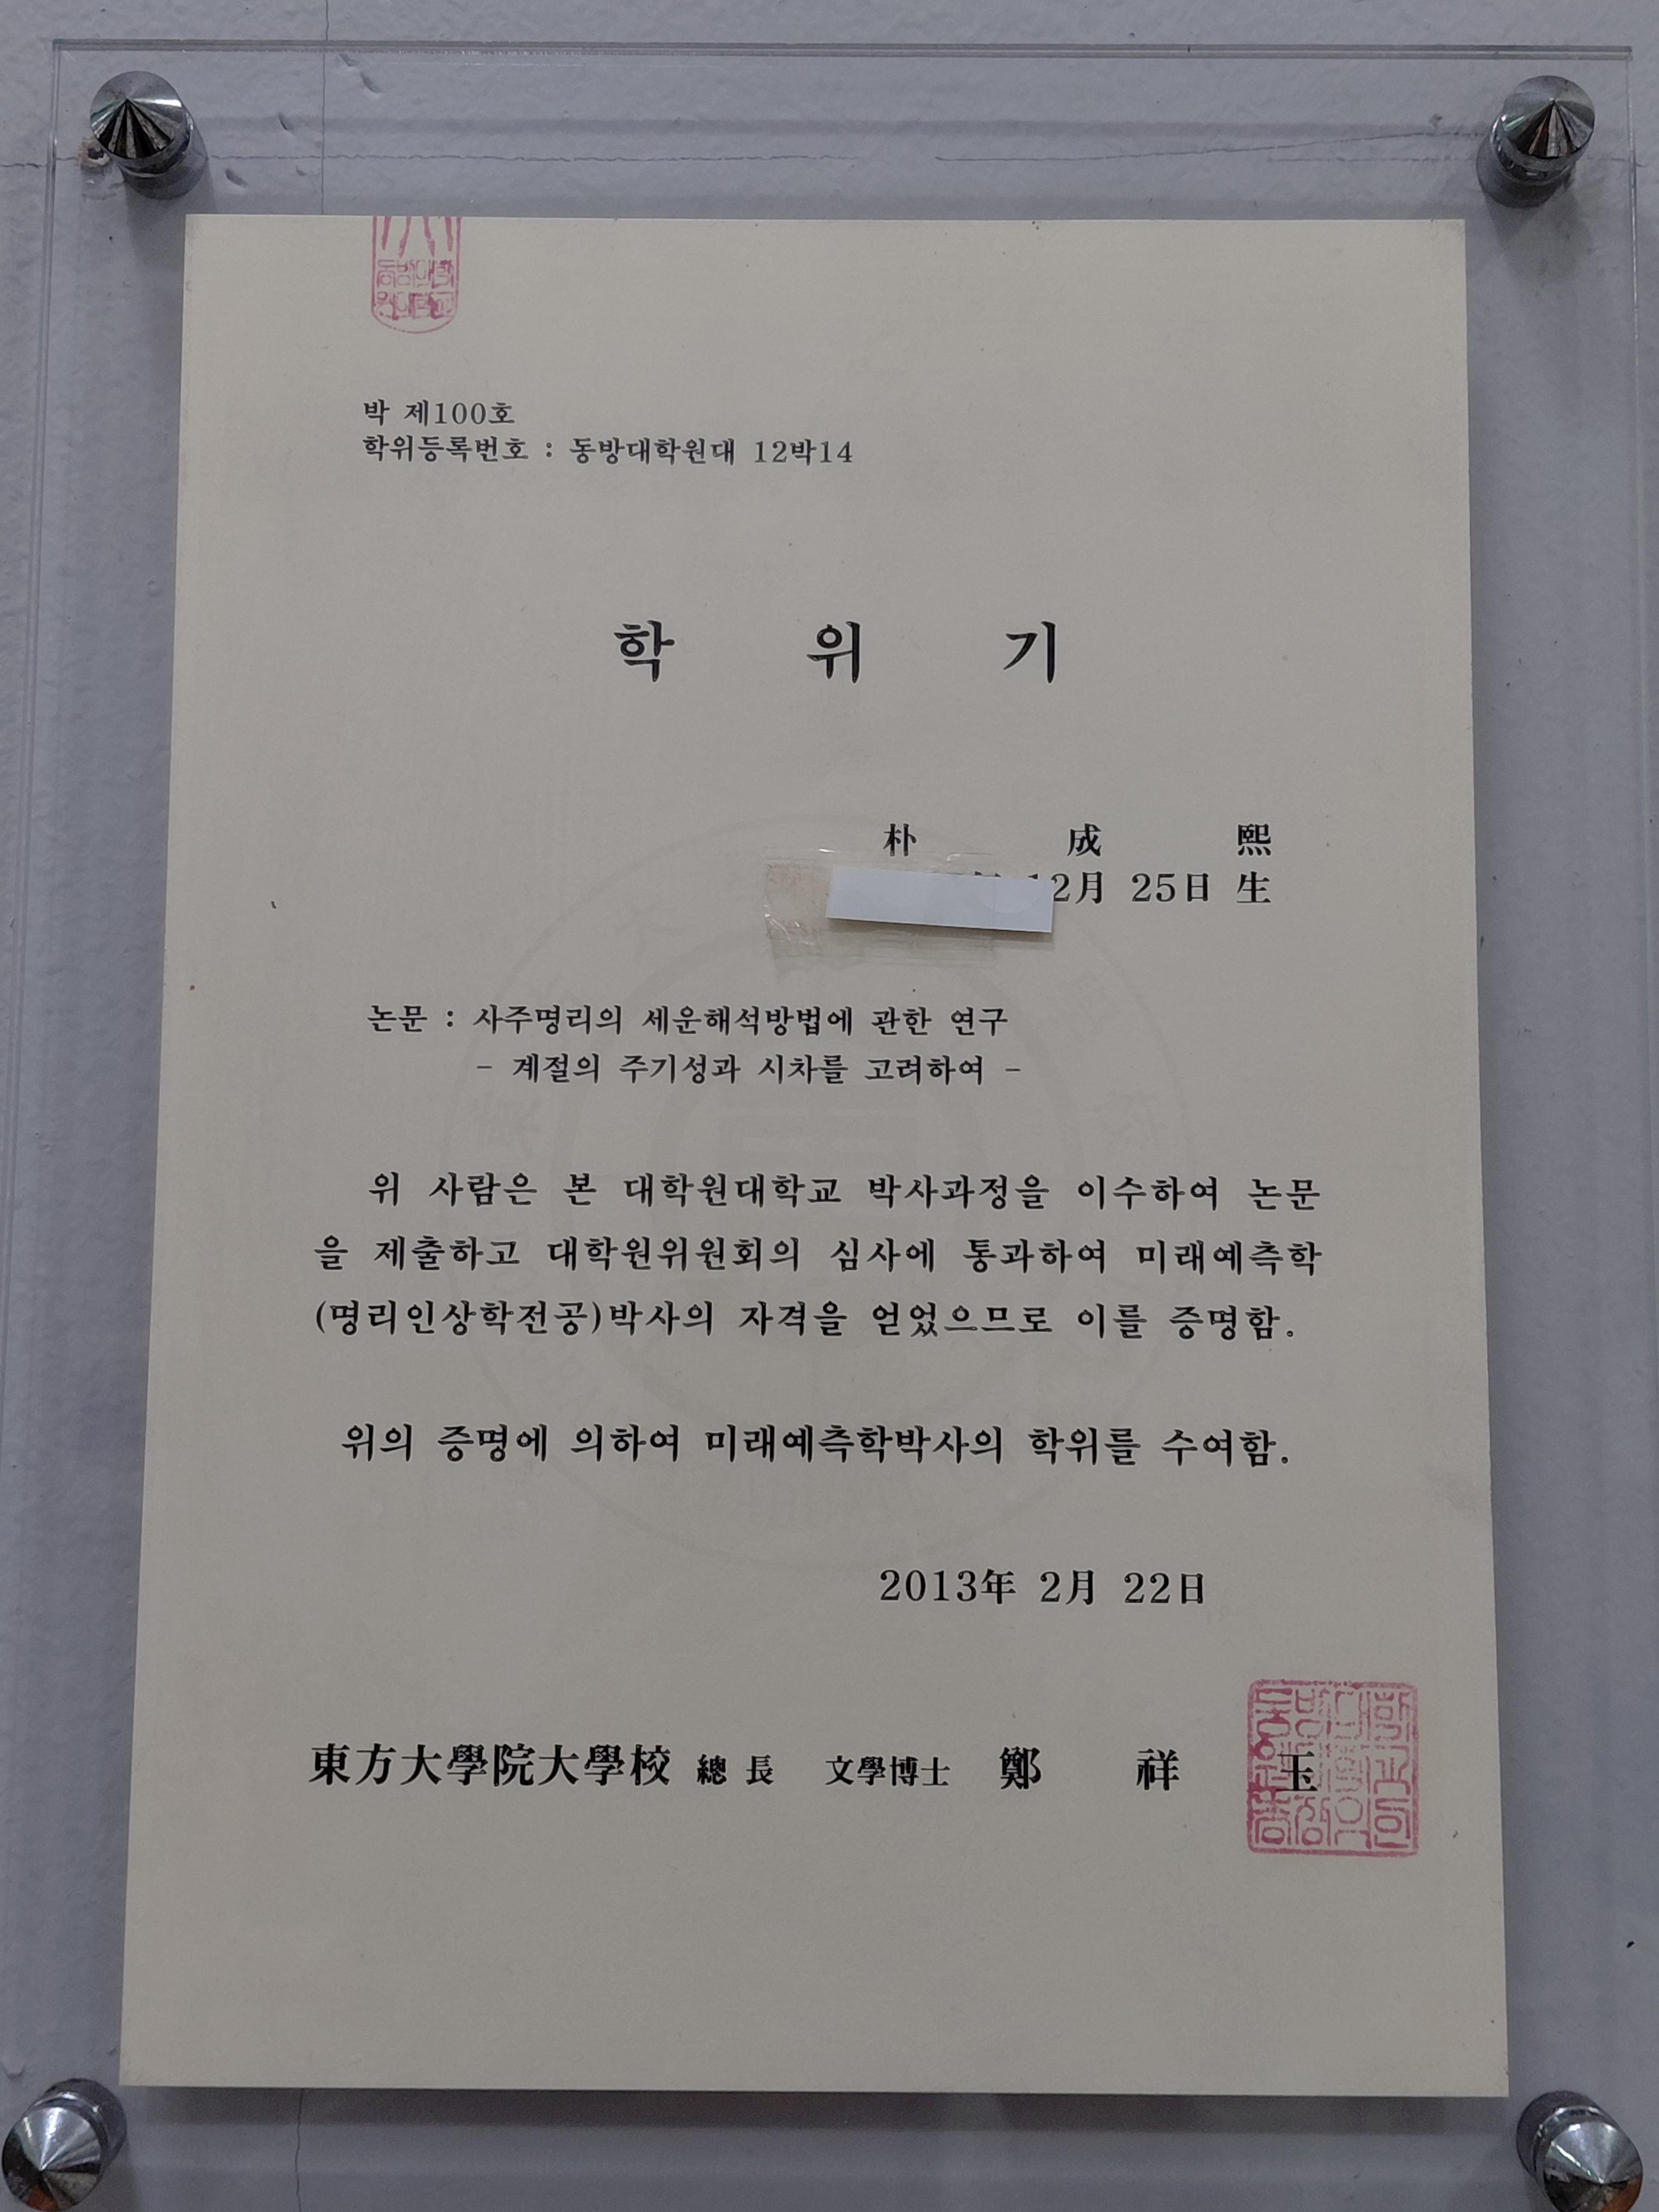 박 제100호
학위등록번호 : 동방대학원대 12박14
학 위 기
朴 成 熙
12月 25日 生
논문 : 사주명리의 세운해석방법에 관한 연구
- 계절의 주기성과 시차를 고려하여 -
위 사람은 본 대학원대학교 박사과정을 이수하여 논문
을 제출하고 대학원위원회의 심사에 통과하여 미래예측학
(명리인상학전공)박사의 자격을 얻었으므로 이를 증명함.
위의 증명에 의하여 미래예측학박사의 학위를 수여함.
2013年 2月 22日
東方大學院大學校 總長 文學博士 鄭 祥 玉